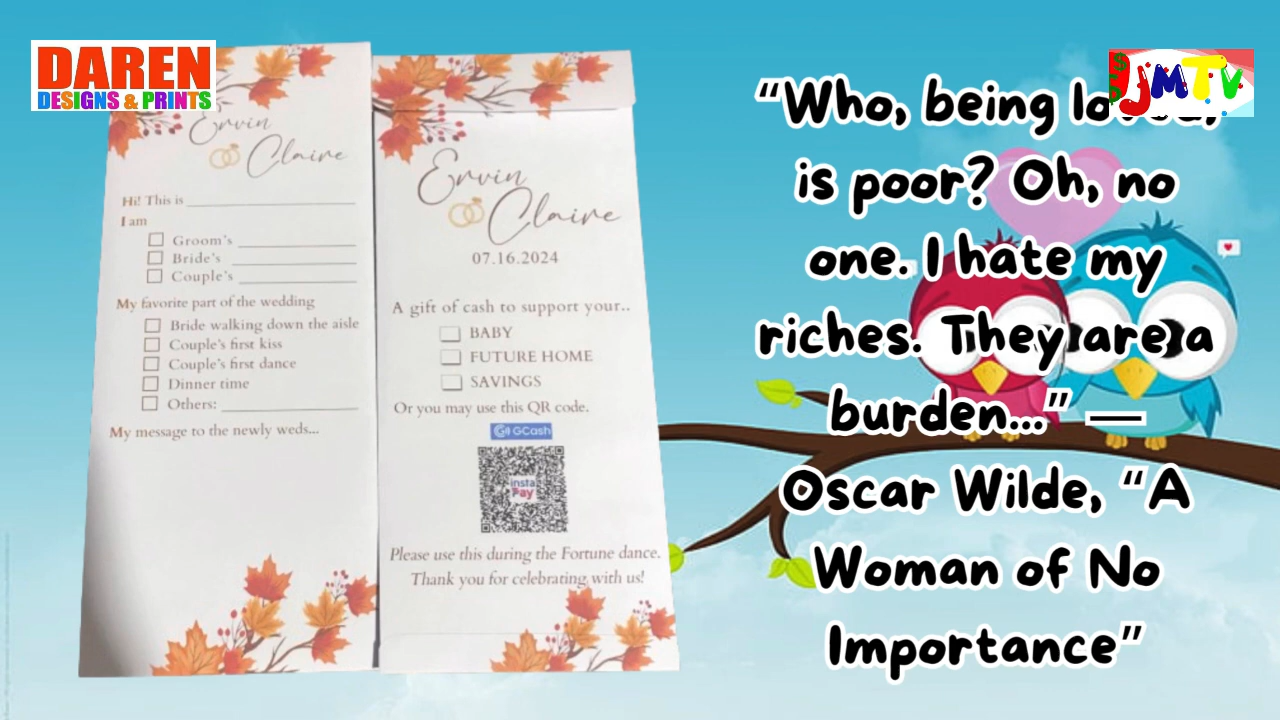 DAREN
DESIGNS & PRINTS
Ervin
Claire
Hi! This is
I am
Groom's
Bride's
Couple's
My favorite part of the wedding
Bride walking down the aisle
Couple's first kiss
Couple's first dance
Dinner time
Others:
My message to the newly weds...
Ervin
Claire
07.16.2024
A gift of cash to support your..
BABY
FUTURE HOME
SAVINGS
Or you may use this QR code.
GCash
insta
Pay
Please use this during the Fortune dance.
Thank you for celebrating with us!
JMTV
“Who, being
is poor? Oh, no
one. I hate my
riches. They are a
burden...” —
Oscar Wilde, “A
Woman of No
Importance”